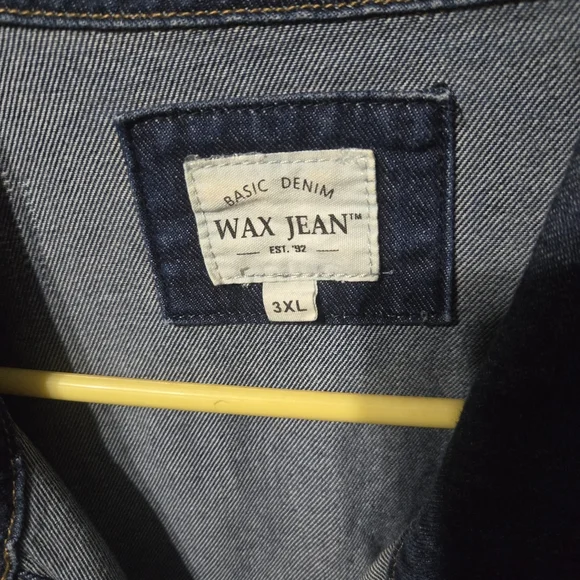 BASIC DENIM
WAX JEAN™
EST. '92
3XL